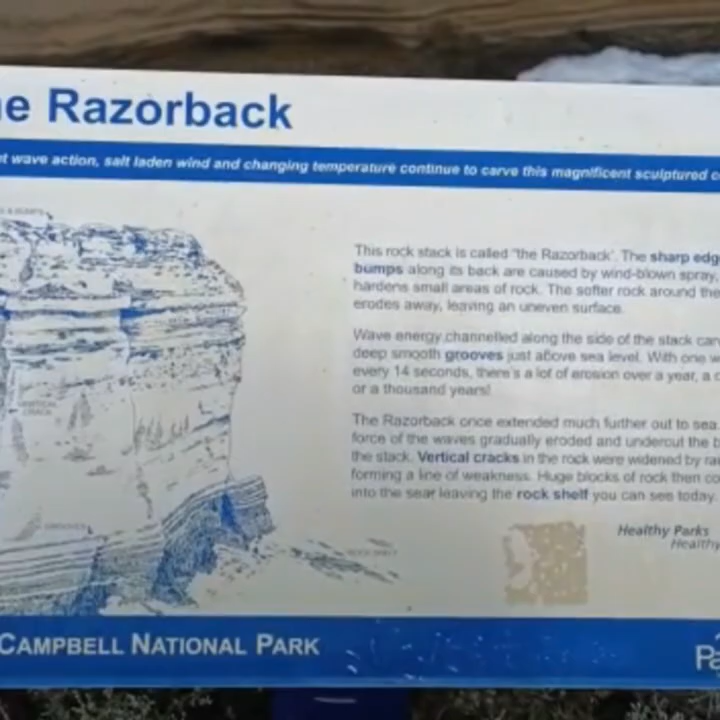 he Razorback
t wave action, salt laden wind and changing temperature continue to carve this magnificent sculptured c
This rock stack is called 'the Razorback'. The sharp edg
bumps along its back are caused by wind-blown spray,
hardens small areas of rock. The softer rock around the
erodes away, leaving an uneven surface.
Wave energy channelled along the side of the stack car
deep smooth grooves just above sea level. With one w
every 14 seconds, there's a lot of erosion over a year, a
or a thousand years!
The Razorback once extended much further out to sea.
force of the waves gradually eroded and undercut the b
the stack. Vertical cracks in the rock were widened by rai
forming a line of weakness. Huge blocks of rock then co
into the sea leaving the rock shelf you can see today.
VERTICAL
CRACK
GROOVES
ROCK SHELF
Healthy Parks
Healthy
CAMPBELL NATIONAL PARK
Pa